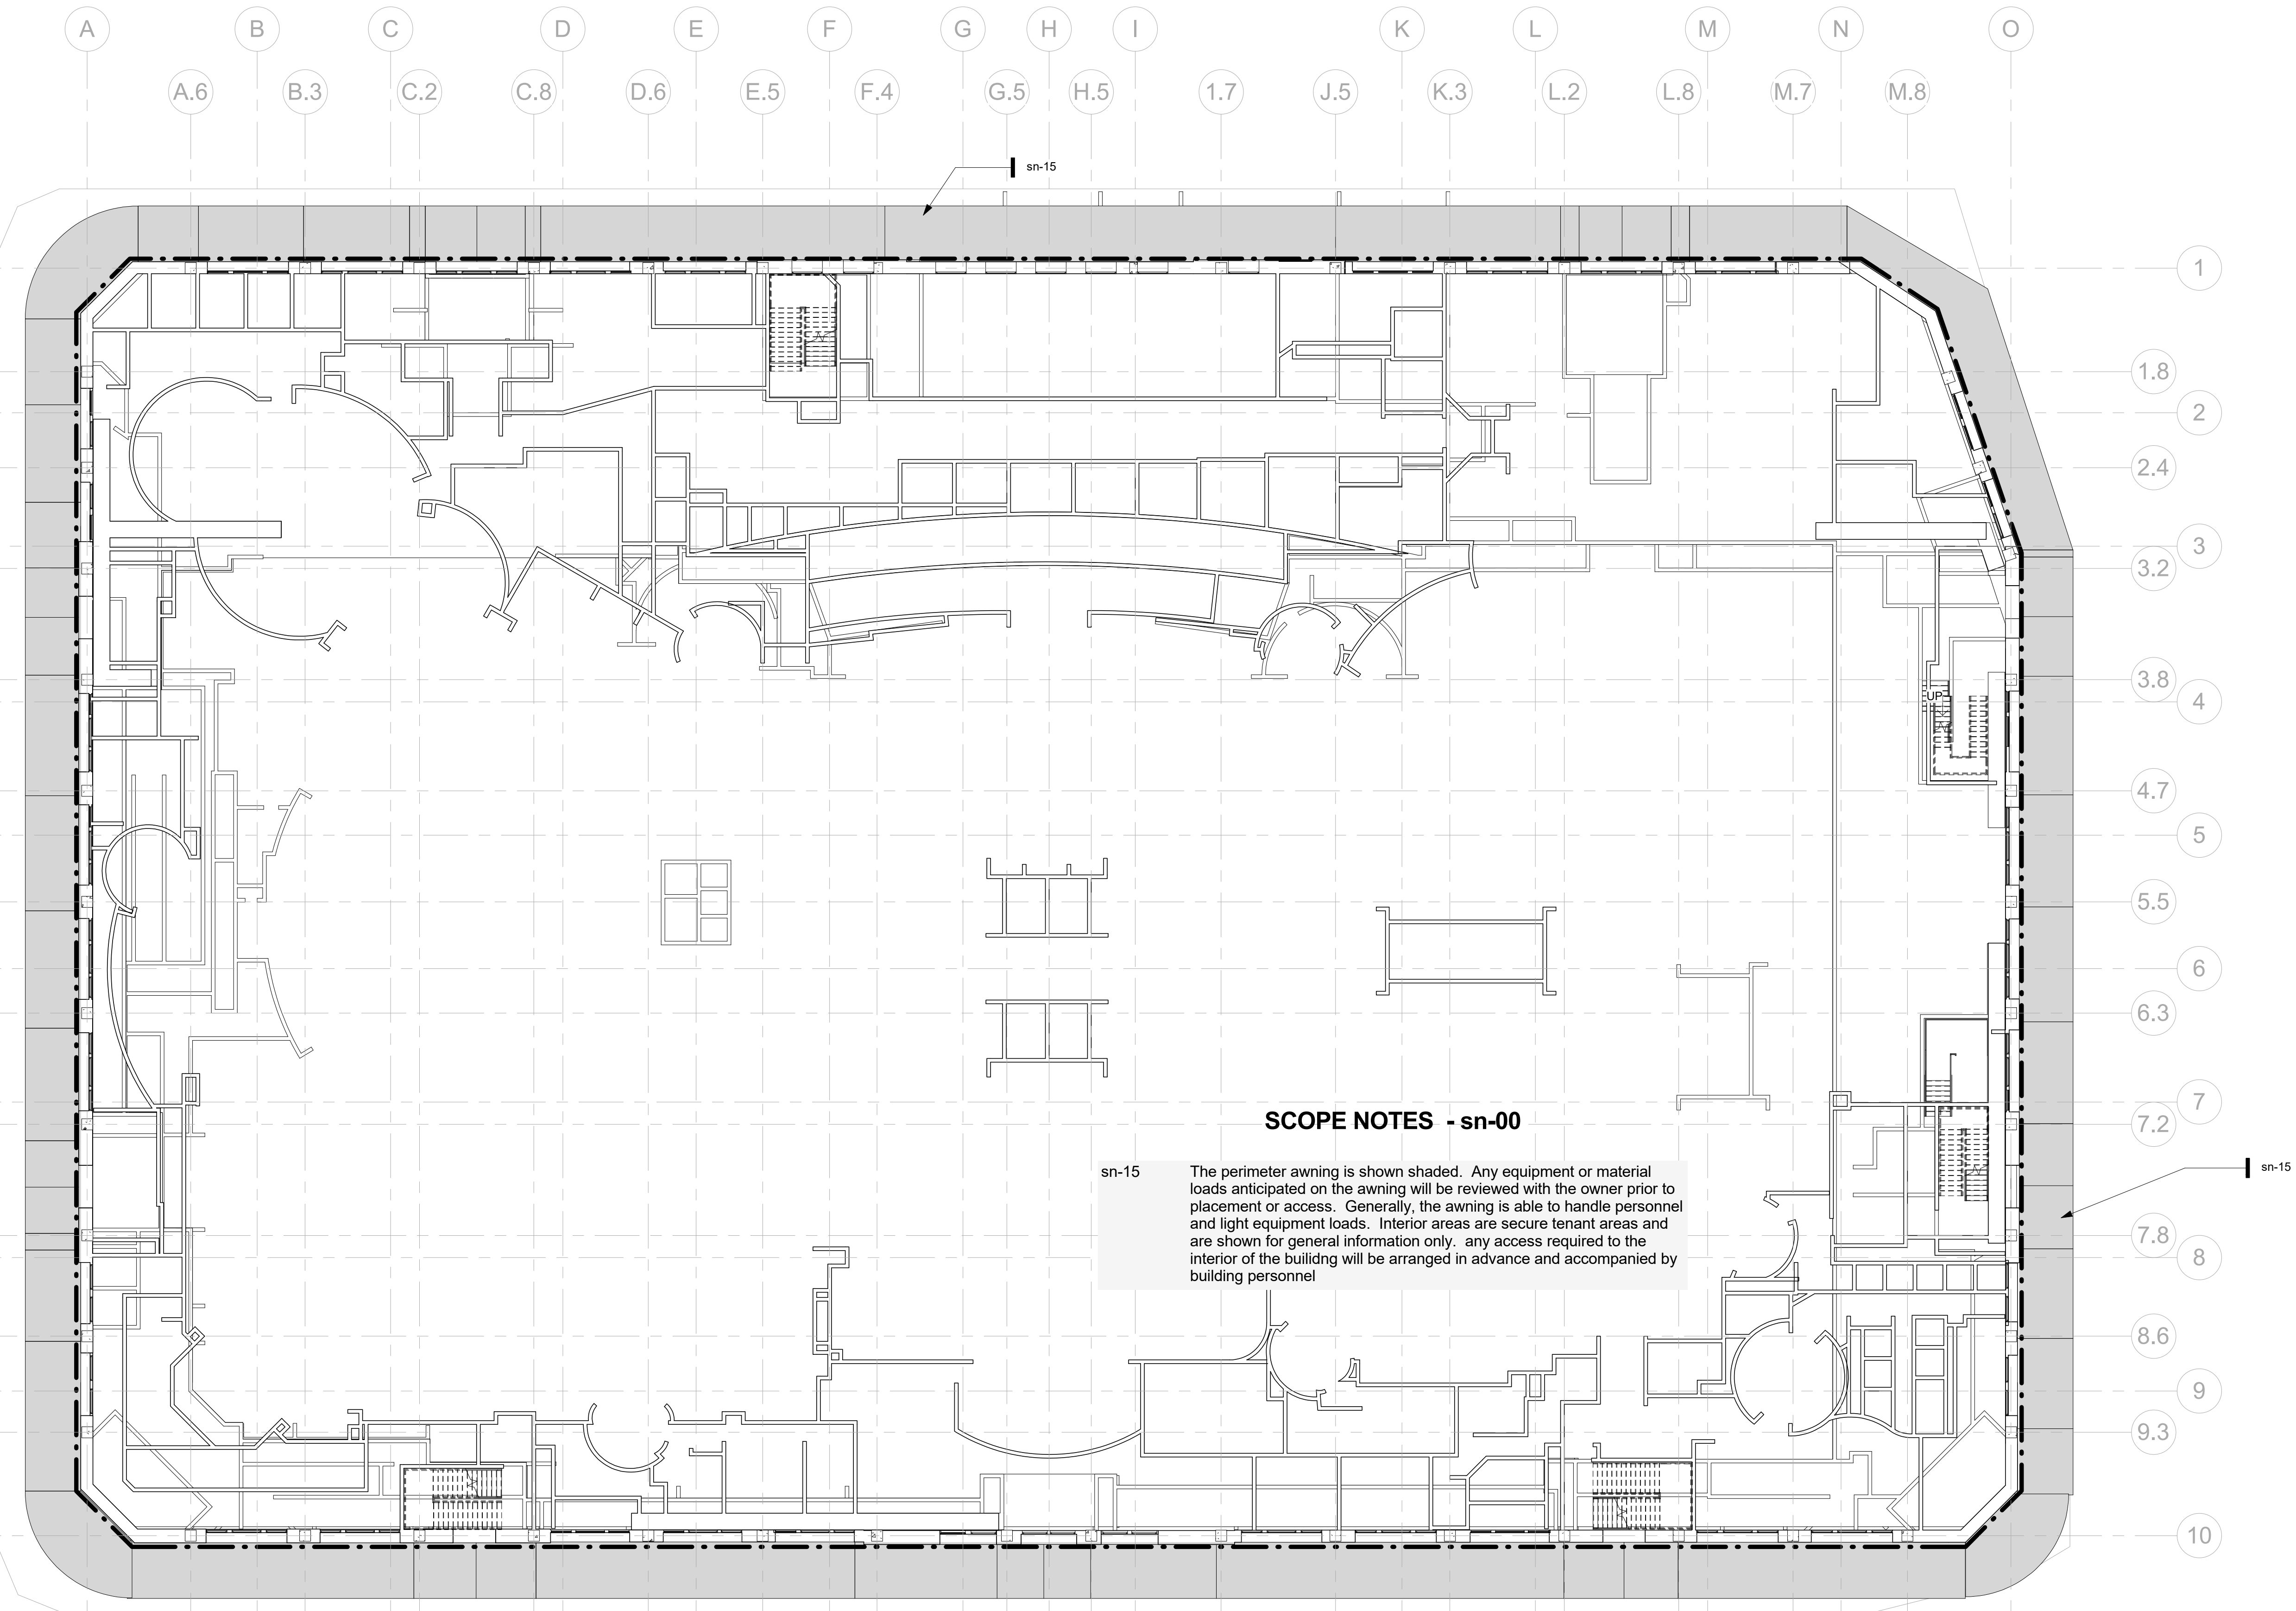 A B C D E F G H I K L M N O
A.6 B.3 C.2 C.8 D.6 E.5 F.4 G.5 H.5 1.7 J.5 K.3 L.2 L.8 M.7 M.8
sn-15
1
1.8
2
2.4
3
3.2
3.8
UP
4
4.7
5
5.5
6
6.3
7
SCOPE NOTES - sn-00
7.2
sn-15 The perimeter awning is shown shaded. Any equipment or material
loads anticipated on the awning will be reviewed with the owner prior to
placement or access. Generally, the awning is able to handle personnel
and light equipment loads. Interior areas are secure tenant areas and
are shown for general information only. any access required to the
interior of the builidng will be arranged in advance and accompanied by
building personnel
sn-15
7.8
8
8.6
9
9.3
10